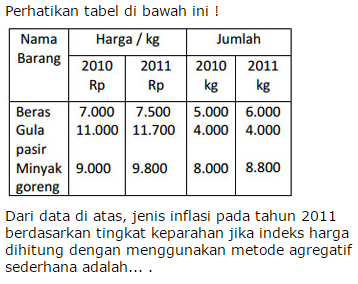 Perhatikan tabel di bawah ini !
Nama Barang Harga / kg Jumlah
2010 Rp 2011 Rp 2010 kg 2011 kg
Beras 7.000 7.500 5.000 6.000
Gula pasir 11.000 11.700 4.000 4.000
Minyak goreng 9.000 9.800 8.000 8.800
Dari data di atas, jenis inflasi pada tahun 2011
berdasarkan tingkat keparahan jika indeks harga
dihitung dengan menggunakan metode agregatif
sederhana adalah... .